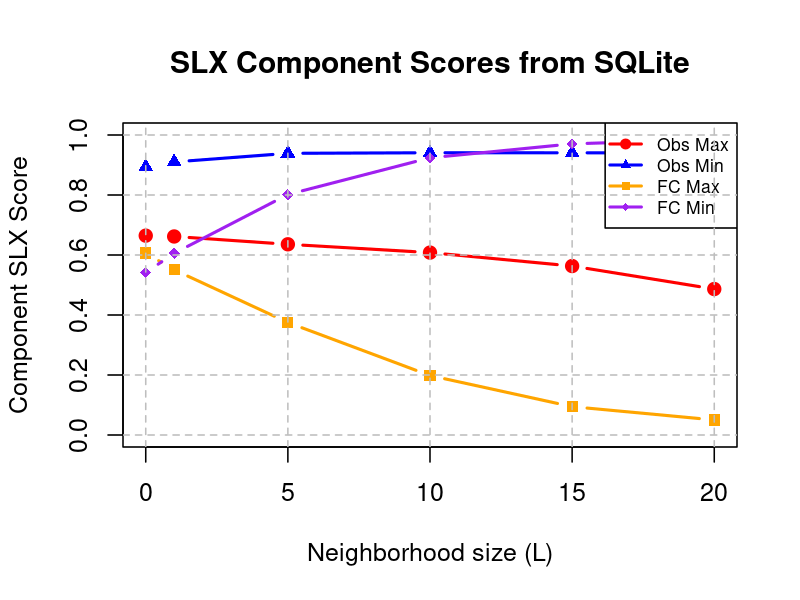 SLX Component Scores from SQLite
Component SLX Score
1.0
0.8
0.6
0.4
0.2
0.0
Obs Max
Obs Min
FC Max
FC Min
0 5 10 15 20
Neighborhood size (L)